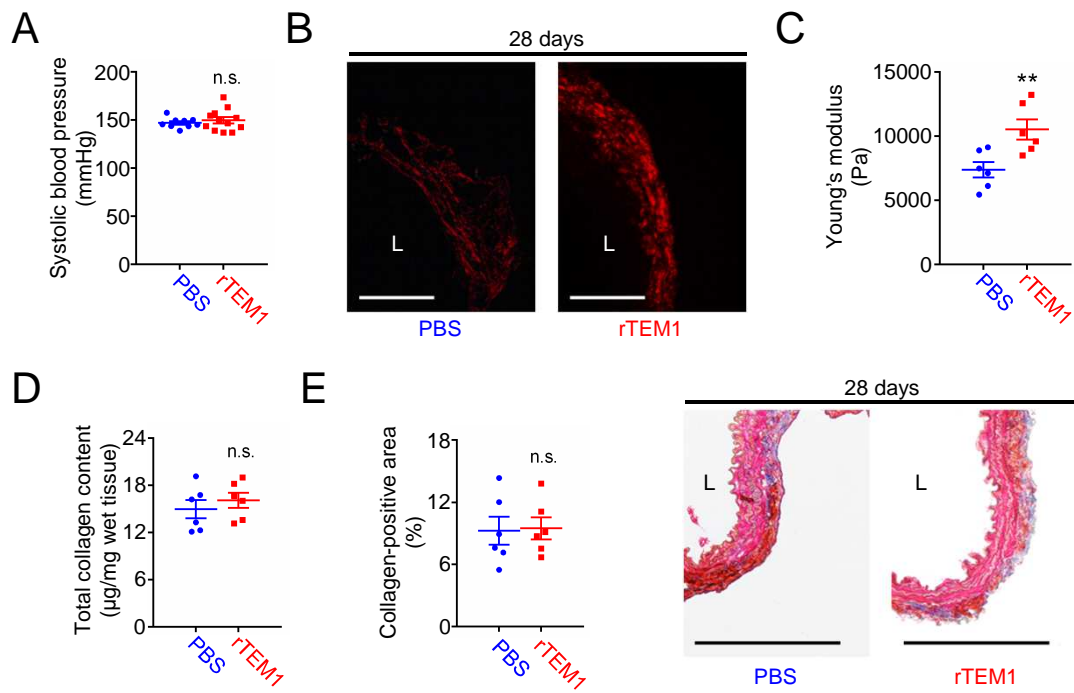 A
Systolic blood pressure
(mmHg)
200
150
100
50
0
n.s.
PBS
rTEM1
B
28 days
L
L
PBS
rTEM1
C
Young's modulus
(Pa)
15000
10000
5000
0
**
PBS
rTEM1
D
Total collagen content
(µg/mg wet tissue)
24
18
12
6
0
n.s.
PBS
rTEM1
E
Collagen-positive area
(%)
18
12
6
0
n.s.
PBS
rTEM1
28 days
L
L
PBS
rTEM1